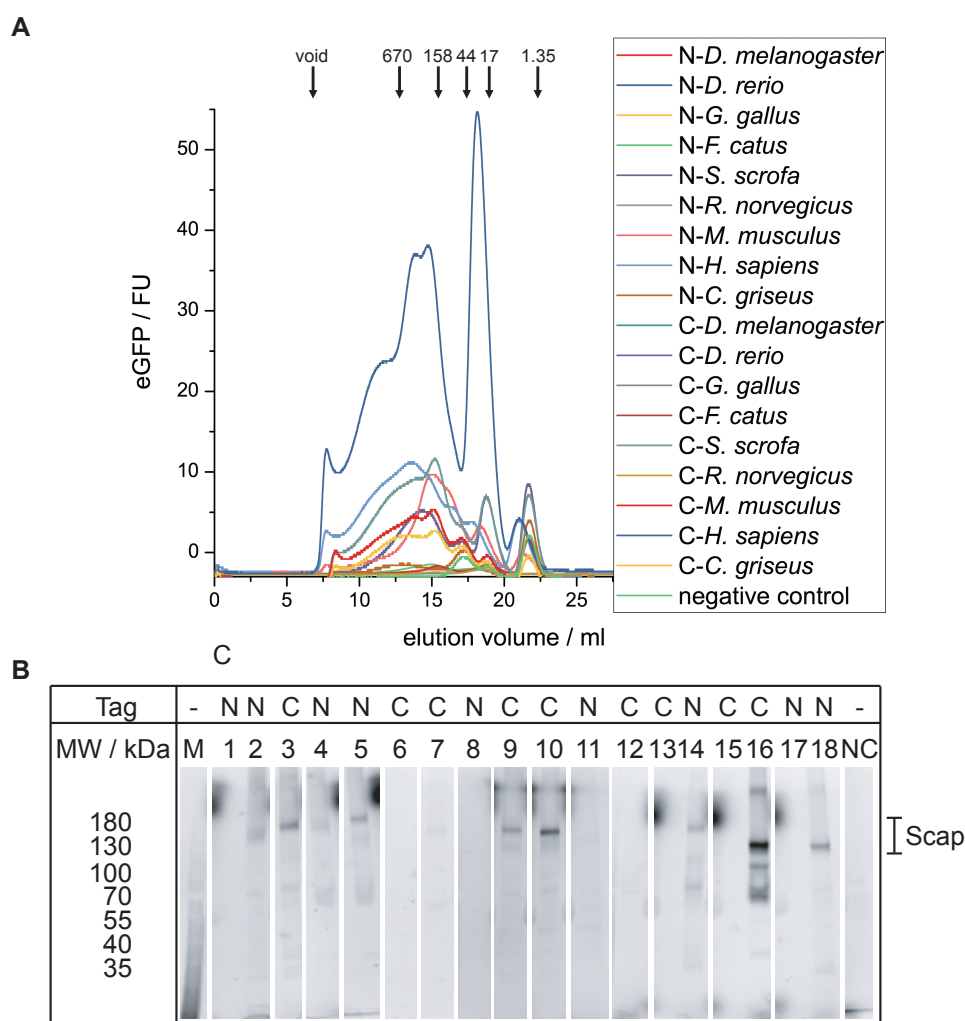 A
void 670 158 44 17 1.35
50
40
30
20
10
0
eGFP / FU
0 5 10 15 20 25
elution volume / ml
N-D. melanogaster
N-D. rerio
N-G. gallus
N-F. catus
N-S. scrofa
N-R. norvegicus
N-M. musculus
N-H. sapiens
N-C. griseus
C-D. melanogaster
C-D. rerio
C-G. gallus
C-F. catus
C-S. scrofa
C-R. norvegicus
C-M. musculus
C-H. sapiens
C-C. griseus
negative control
C
B
Tag - N N C N N C C N C C N C C N C C N N -
MW / kDa M 1 2 3 4 5 6 7 8 9 10 11 12 13 14 15 16 17 18 NC
180
130
100
70
55
40
35
Scap